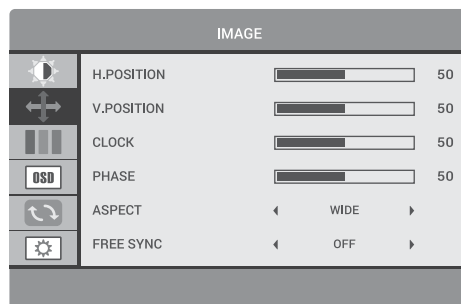 IMAGE
H.POSITION 50
V.POSITION 50
CLOCK 50
PHASE 50
OSD
ASPECT WIDE
FREE SYNC OFF